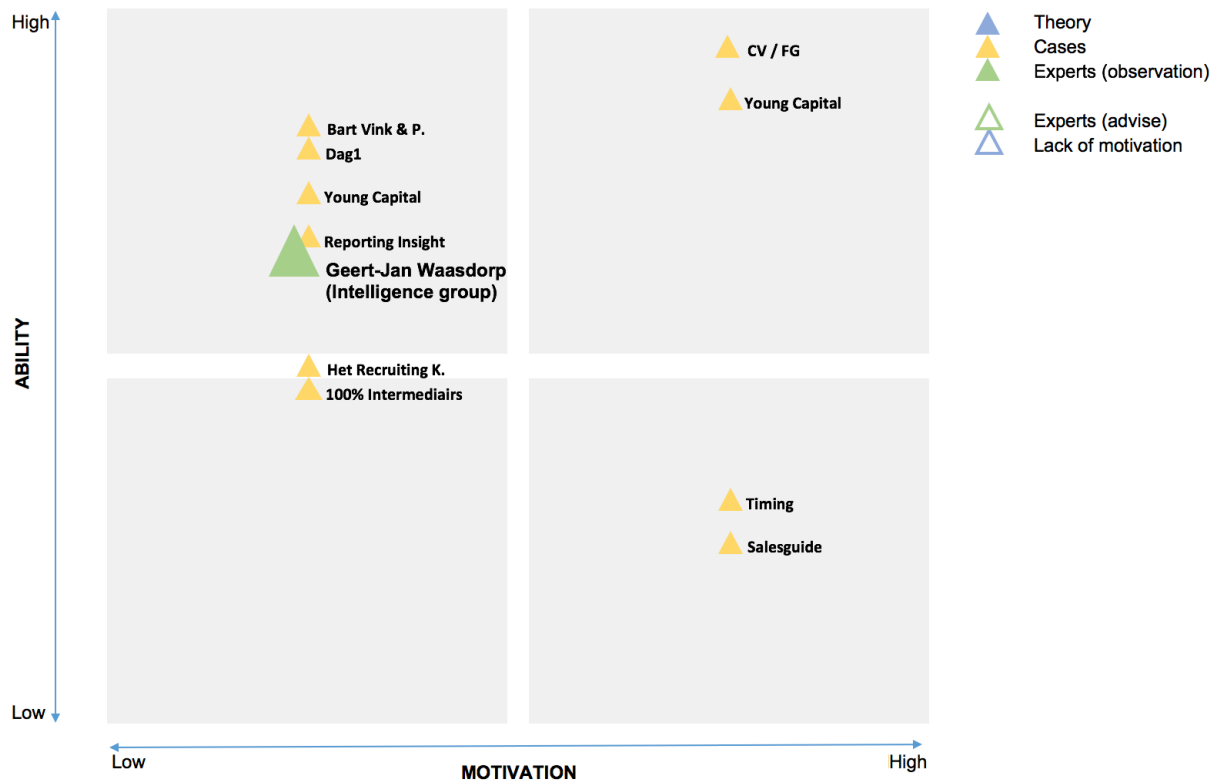 High
CV / FG
Young Capital
Bart Vink & P.
Dag1
Young Capital
Reporting Insight
Geert-Jan Waasdorp
(Intelligence group)
Het Recruiting K.
100% Intermediairs
Timing
Salesguide
ABILITY
Low
Low
MOTIVATION
High
Theory
Cases
Experts (observation)
Experts (advise)
Lack of motivation